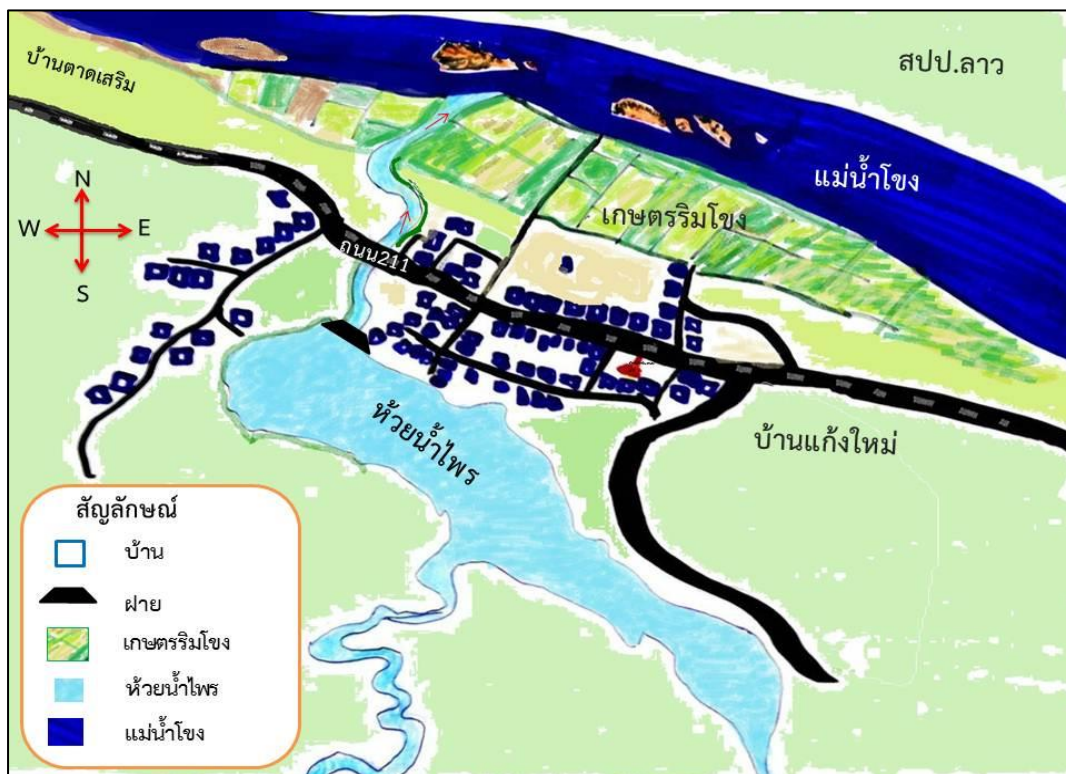 บ้านตาดเสริม
สปป.ลาว
แม่น้ำโขง
เกษตรริมโขง
N
W
E
S
ถนน211
ห้วยน้ำไพร
บ้านแก้งใหม่
สัญลักษณ์
บ้าน
ฝาย
เกษตรริมโขง
ห้วยน้ำไพร
แม่น้ำโขง